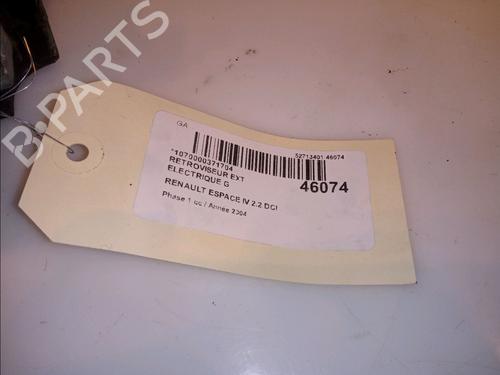 B-PARTS
GA
*1070000371704
52713401 46074
RETROVISEUR EXT
ELECTRIQUE G
46074
RENAULT ESPACE IV 2.2 DCI
Phase 1 dc / Année 2004